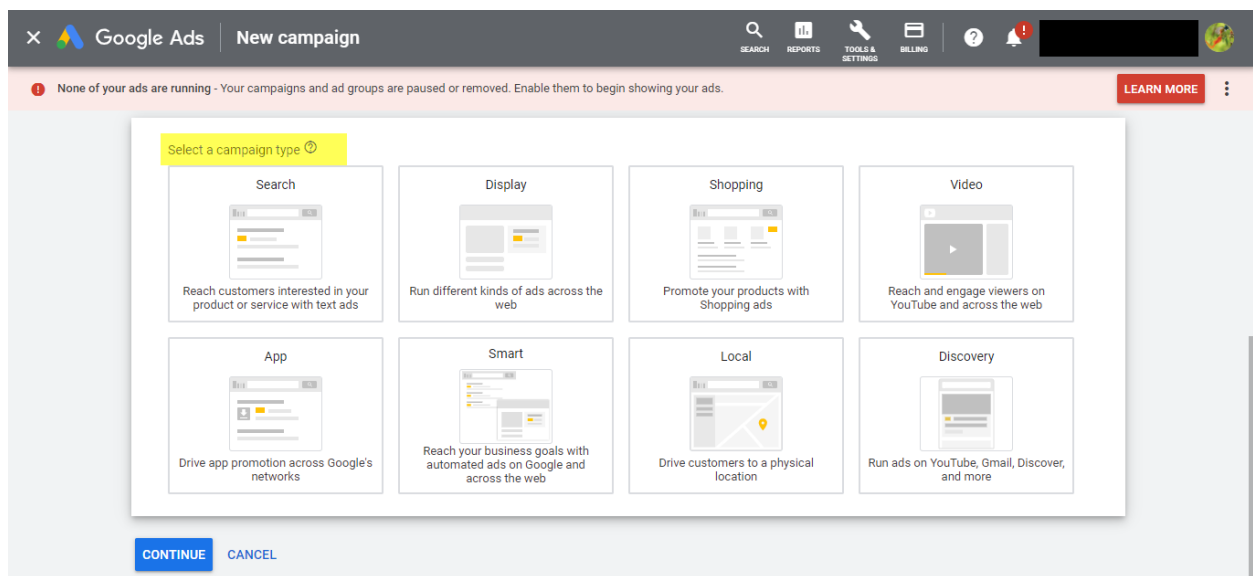 Google Ads
New campaign
SEARCH
REPORTS
TOOLS &
SETTINGS
BILLING
None of your ads are running - Your campaigns and ad groups are paused or removed. Enable them to begin showing your ads.
LEARN MORE
Select a campaign type
Search
Reach customers interested in your
product or service with text ads
Display
Run different kinds of ads across the
web
Shopping
Promote your products with
Shopping ads
Video
Reach and engage viewers on
YouTube and across the web
App
Drive app promotion across Google's
networks
Smart
Reach your business goals with
automated ads on Google and
across the web
Local
Drive customers to a physical
location
Discovery
Run ads on YouTube, Gmail, Discover,
and more
CONTINUE
CANCEL